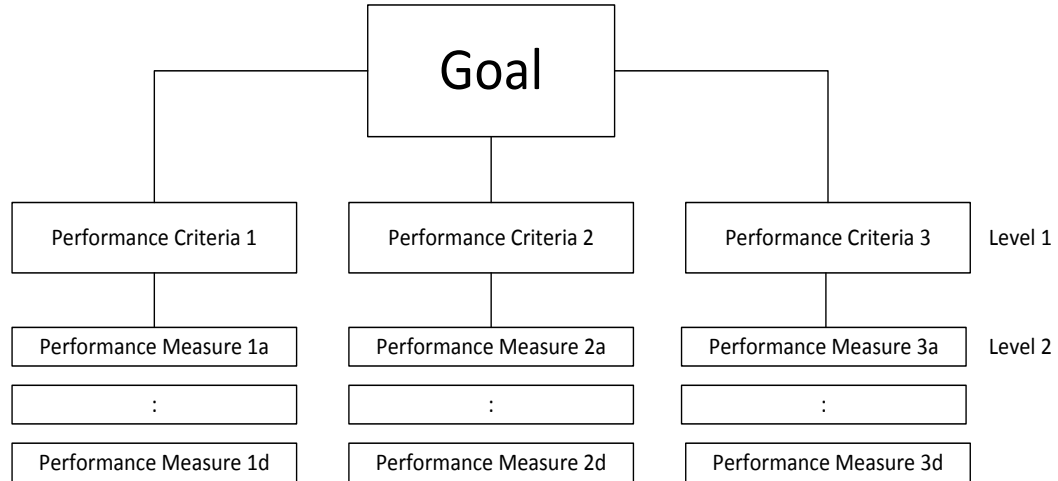 Goal
Performance Criteria 1
Performance Criteria 2
Performance Criteria 3
Level 1
Performance Measure 1a
Performance Measure 2a
Performance Measure 3a
Level 2
:
:
:
Performance Measure 1d
Performance Measure 2d
Performance Measure 3d